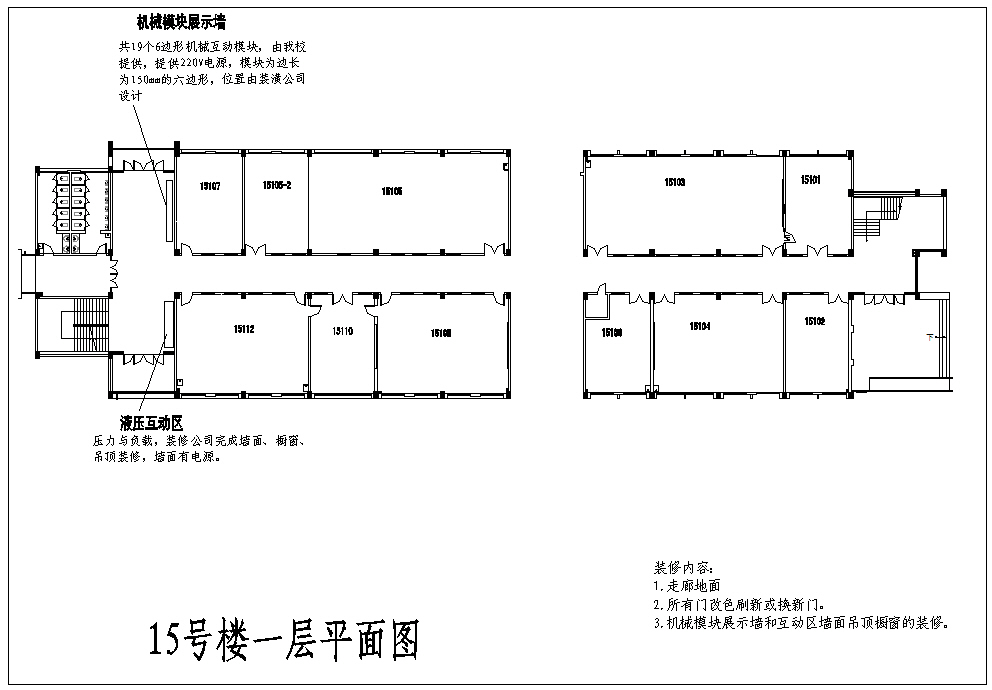 机械模块展示墙
共19个6边形机械互动模块，由我校
提供，提供220V电源，模块为边长
为150mm的六边形，位置由装潢公司
设计
15107
15105-2
15105
15103
15101
15112
15110
15108
15106
15104
15102
下
液压互动区
压力与负载，装修公司完成墙面、橱窗、
吊顶装修，墙面有电源。
装修内容：
1.走廊地面
2.所有门改色刷新或换新门。
3.机械模块展示墙和互动区墙面吊顶橱窗的装修。
15号楼一层平面图